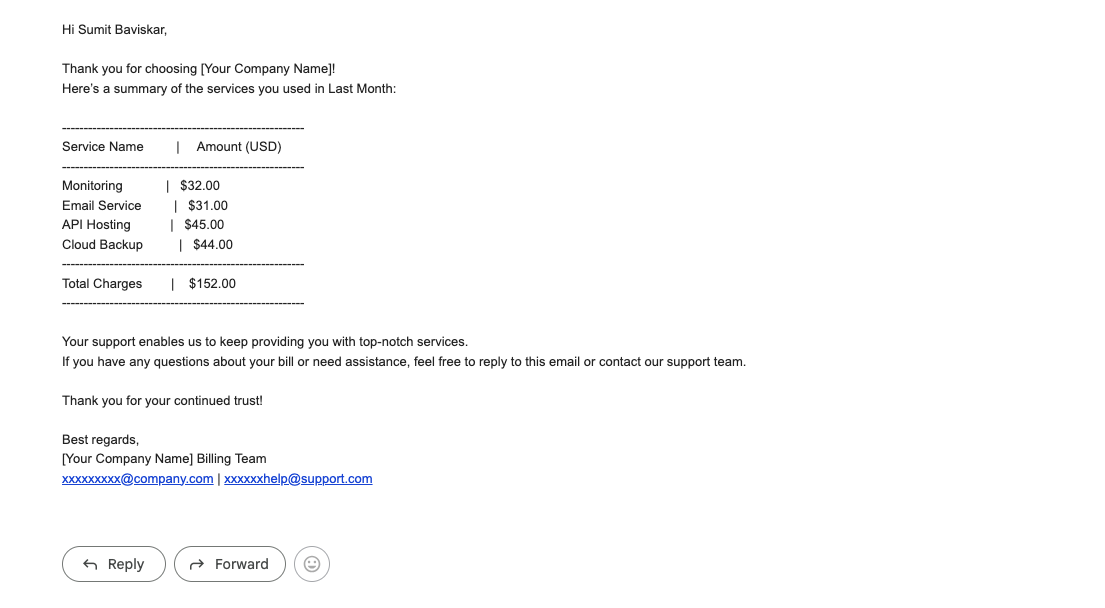 Hi Sumit Baviskar,
Thank you for choosing [Your Company Name]!
Here's a summary of the services you used in Last Month:
--------------------------------------------------------
Service Name | Amount (USD)
--------------------------------------------------------
Monitoring | $32.00
Email Service | $31.00
API Hosting | $45.00
Cloud Backup | $44.00
--------------------------------------------------------
Total Charges | $152.00
--------------------------------------------------------
Your support enables us to keep providing you with top-notch services.
If you have any questions about your bill or need assistance, feel free to reply to this email or contact our support team.
Thank you for your continued trust!
Best regards,
[Your Company Name] Billing Team
xxxxxxxxx@company.com | xxxxxxhelp@support.com
Reply Forward